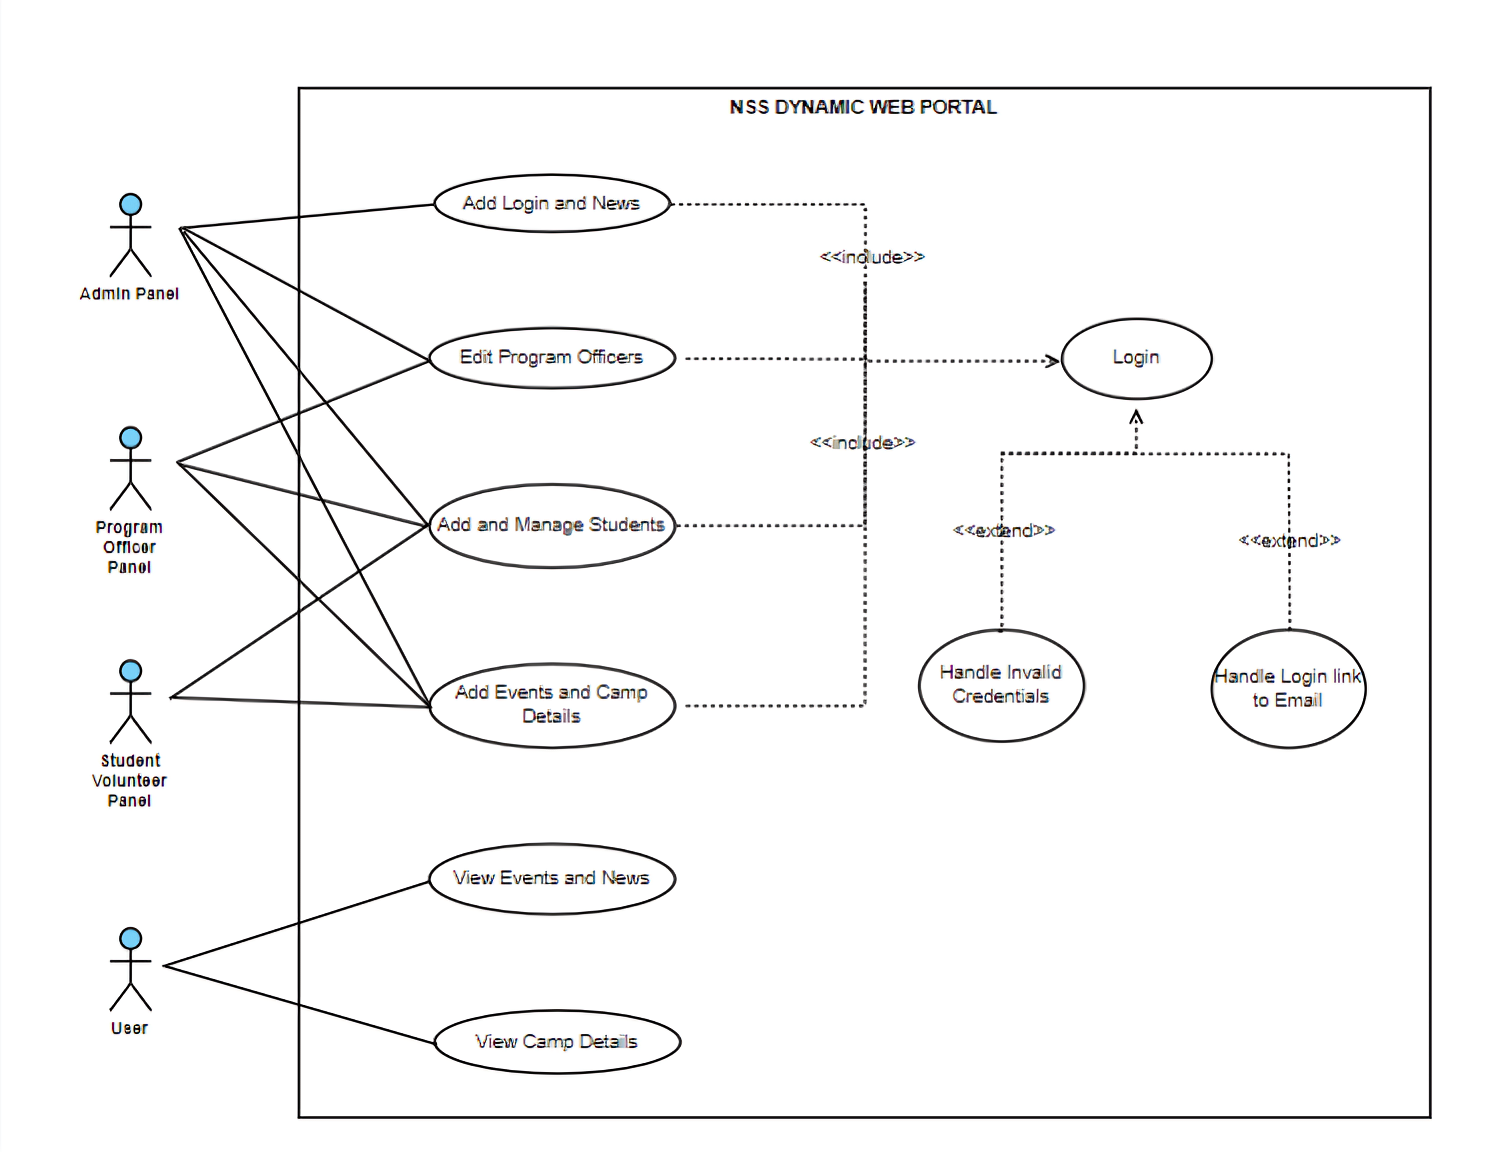 NSS DYNAMIC WEB PORTAL
Admin Panel
Add Login and News
<<include>>
Edit Program Officers
Login
Program
Officer
Panel
<<include>>
Add and Manage Students
<<extend>>
<<extend>>
Student
Volunteer
Panel
Add Events and Camp
Details
Handle Invalid
Credentials
Handle Login link
to Email
User
View Events and News
View Camp Details